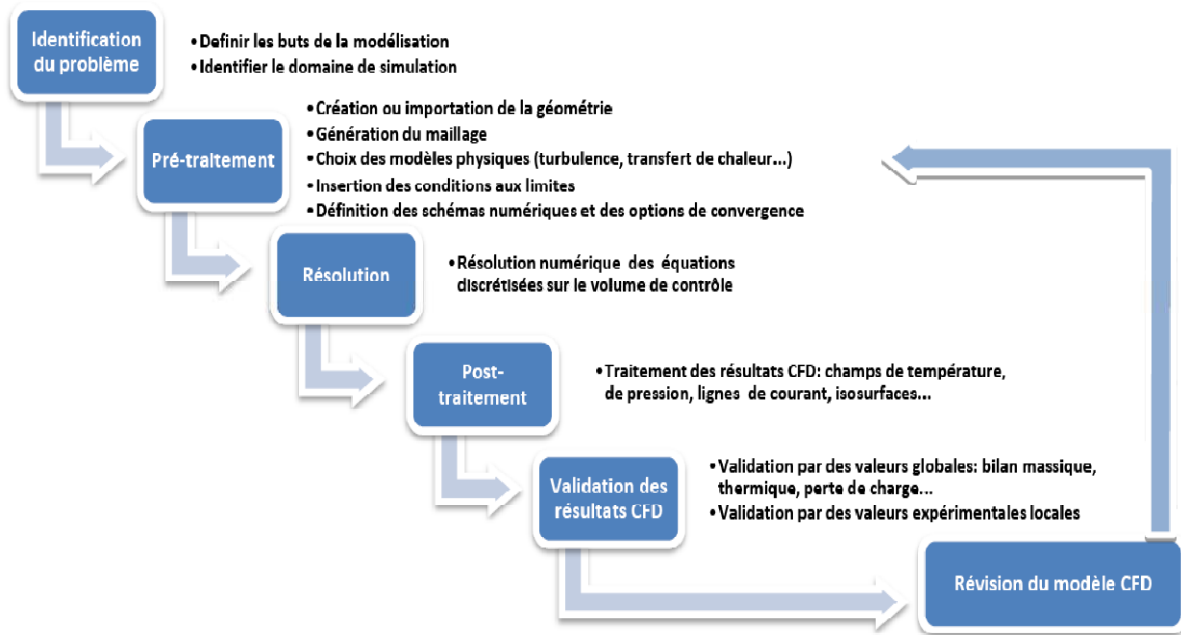 Identification
du problème
•Definir les buts de la modélisation
•Identifier le domaine de simulation
Pré-traitement
•Création ou importation de la géométrie
•Génération du maillage
•Choix des modèles physiques (turbulence, transfert de chaleur...)
•Insertion des conditions aux limites
•Définition des schémas numériques et des options de convergence
Résolution
•Résolution numérique des équations
discrétisées sur le volume de contrôle
Post-
traitement
•Traitement des résultats CFD: champs de température,
de pression, lignes de courant, isosurfaces...
Validation des
résultats CFD
•Validation par des valeurs globales: bilan massique,
thermique, perte de charge...
•Validation par des valeurs expérimentales locales
Révision du modèle CFD